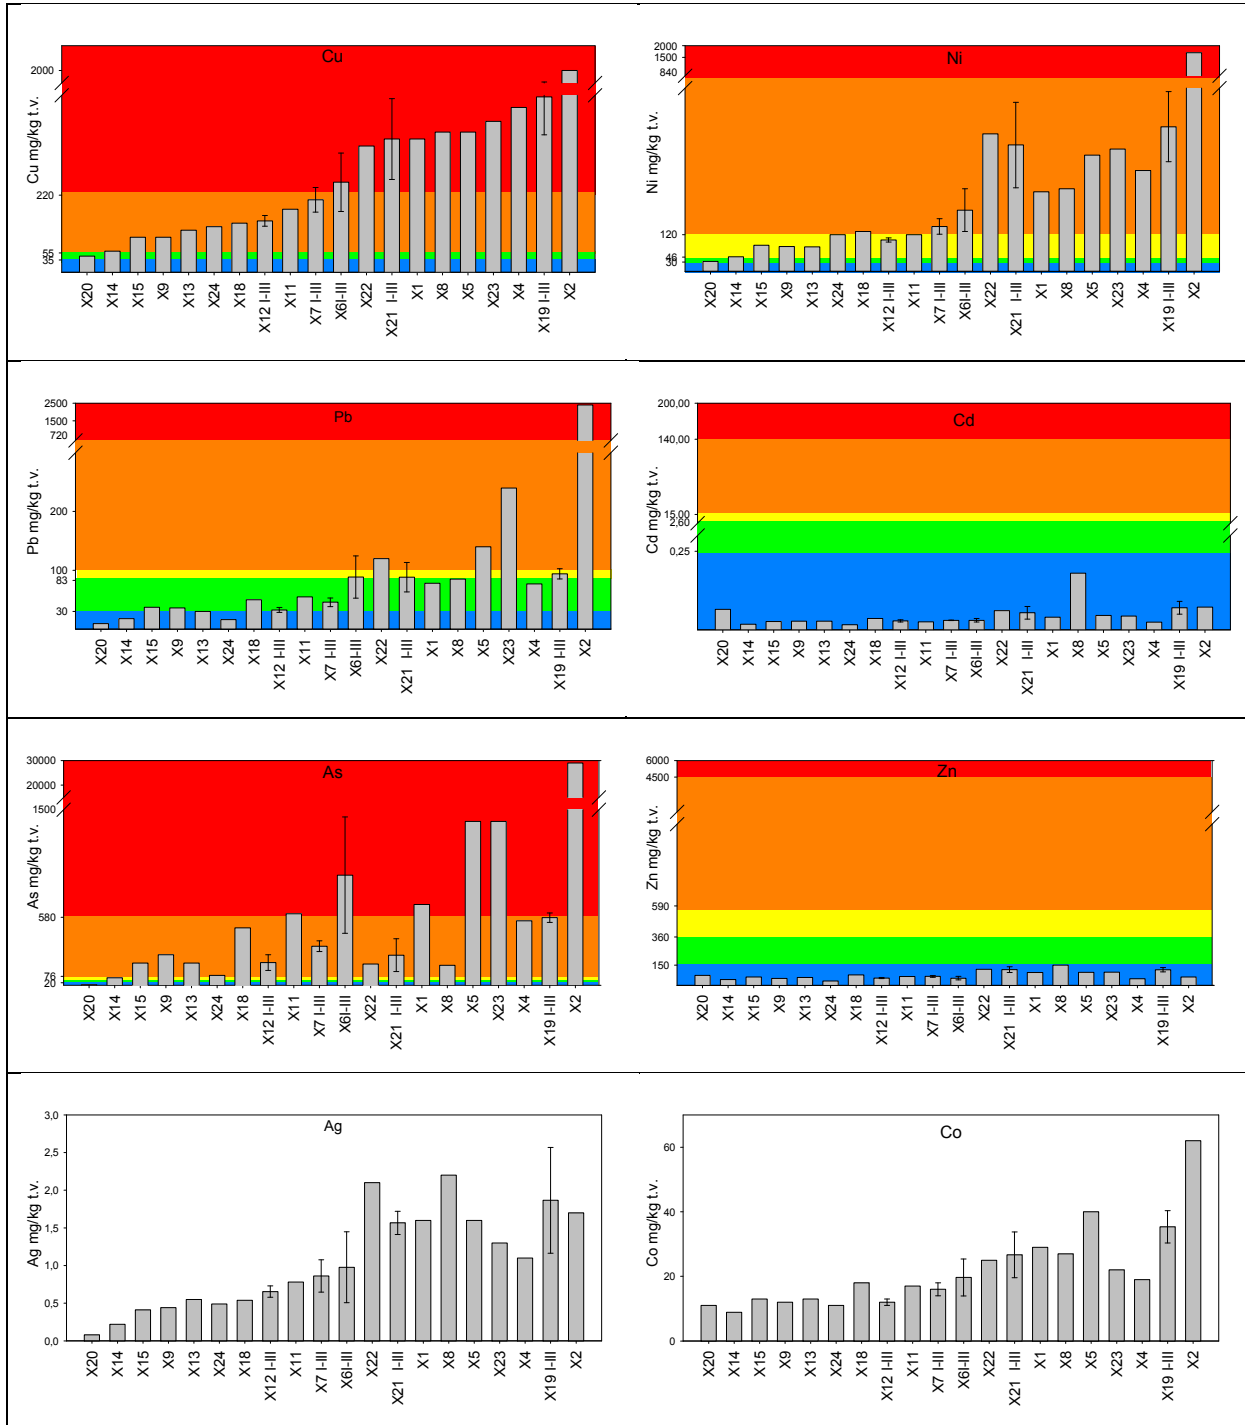 Cu
Cu mg/kg t.v.
2000
220
55
35
X20 X14 X15 X9 X13 X24 X18 X12 I-III X11 X7 I-III X6I-III X22 X21 I-III X1 X8 X5 X23 X4 X19 I-III X2
Ni
Ni mg/kg t.v.
2000
1500
840
120
46
30
X20 X14 X15 X9 X13 X24 X18 X12 I-III X11 X7 I-III X6I-III X22 X21 I-III X1 X8 X5 X23 X4 X19 I-III X2
Pb
Pb mg/kg t.v.
2500
1500
720
200
100
83
30
X20 X14 X15 X9 X13 X24 X18 X12 I-III X11 X7 I-III X6I-III X22 X21 I-III X1 X8 X5 X23 X4 X19 I-III X2
Cd
Cd mg/kg t.v.
200,00
140,00
15,00
2,60
0,25
X20 X14 X15 X9 X13 X24 X18 X12 I-III X11 X7 I-III X6I-III X22 X21 I-III X1 X8 X5 X23 X4 X19 I-III X2
As
As mg/kg t.v.
30000
20000
1500
580
76
20
X20 X14 X15 X9 X13 X24 X18 X12 I-III X11 X7 I-III X6I-III X22 X21 I-III X1 X8 X5 X23 X4 X19 I-III X2
Zn
Zn mg/kg t.v.
6000
4500
590
360
150
X20 X14 X15 X9 X13 X24 X18 X12 I-III X11 X7 I-III X6I-III X22 X21 I-III X1 X8 X5 X23 X4 X19 I-III X2
Ag
Ag mg/kg t.v.
3,0
2,5
2,0
1,5
1,0
0,5
0,0
X20 X14 X15 X9 X13 X24 X18 X12 I-III X11 X7 I-III X6I-III X22 X21 I-III X1 X8 X5 X23 X4 X19 I-III X2
Co
Co mg/kg t.v.
60
40
20
0
X20 X14 X15 X9 X13 X24 X18 X12 I-III X11 X7 I-III X6I-III X22 X21 I-III X1 X8 X5 X23 X4 X19 I-III X2